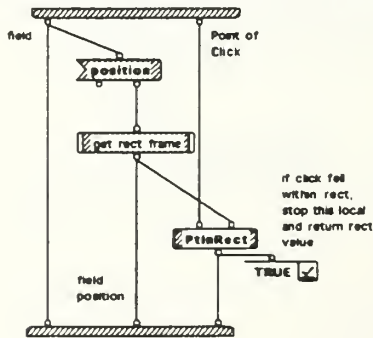 field
Point of
Click
position
get rect frame
if click fell
within rect,
stop this local
and return rect
value
PtInRect
TRUE
field
position